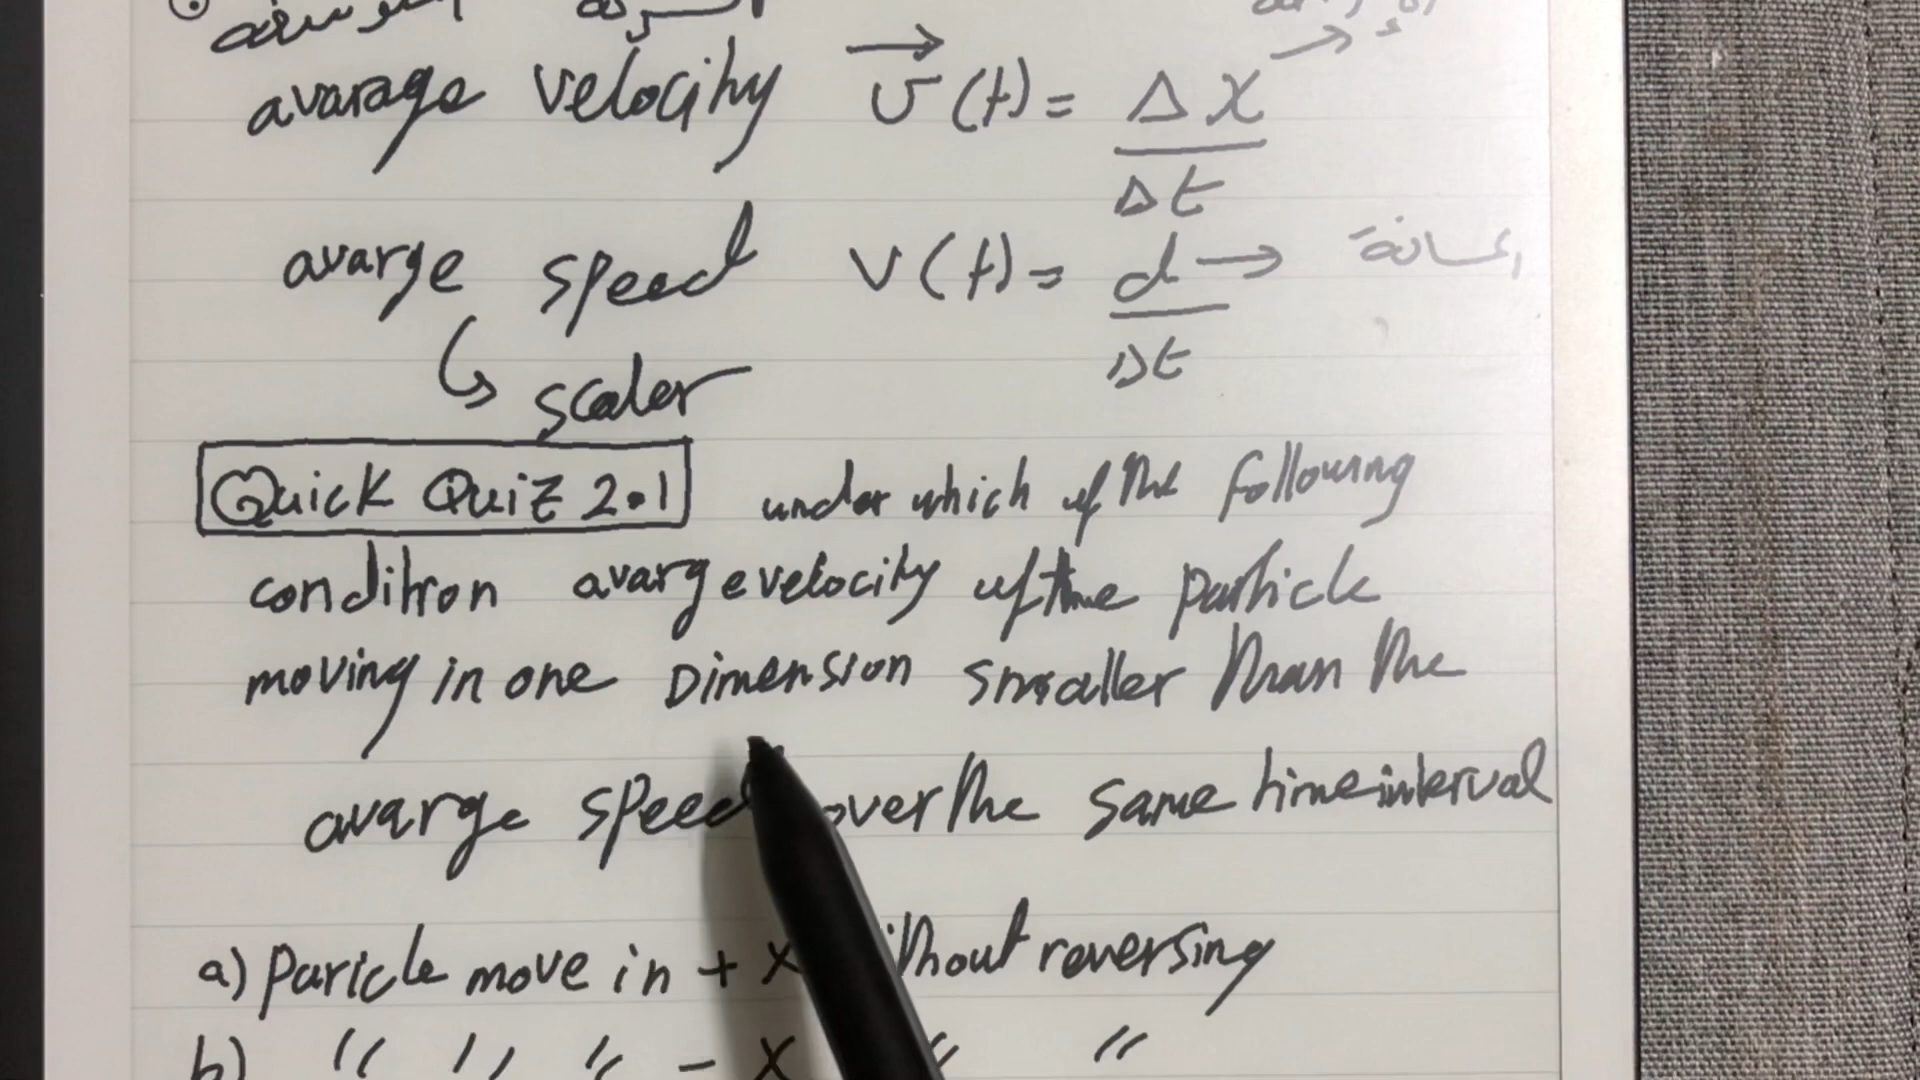 avarage velocity v(t) = Δx →
Δt
avarge speed v(t) = d →
↳ scaler Δt
Quick Quiz 2.1 under which of the following
condition avarge velocity of the particle
moving in one Dimension smaller than the
avarge speed over the same time interval
a) Paricle move in + x without reversing
b) " " " - x " "